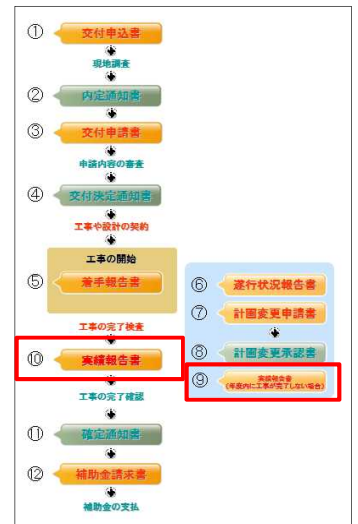 ① 交付申込書
現地調査
② 内定通知書
③ 交付申請書
申請内容の審査
④ 交付決定通知書
工事や設計の契約
工事の開始
⑤ 着手報告書
工事の完了検査
⑩ 実績報告書
工事の完了確認
⑪ 確定通知書
⑫ 補助金請求書
補助金の支払
⑥ 遂行状況報告書
⑦ 計画変更申請書
⑧ 計画変更承認書
⑨ 実績報告書
(年度内に工事が完了しない場合)